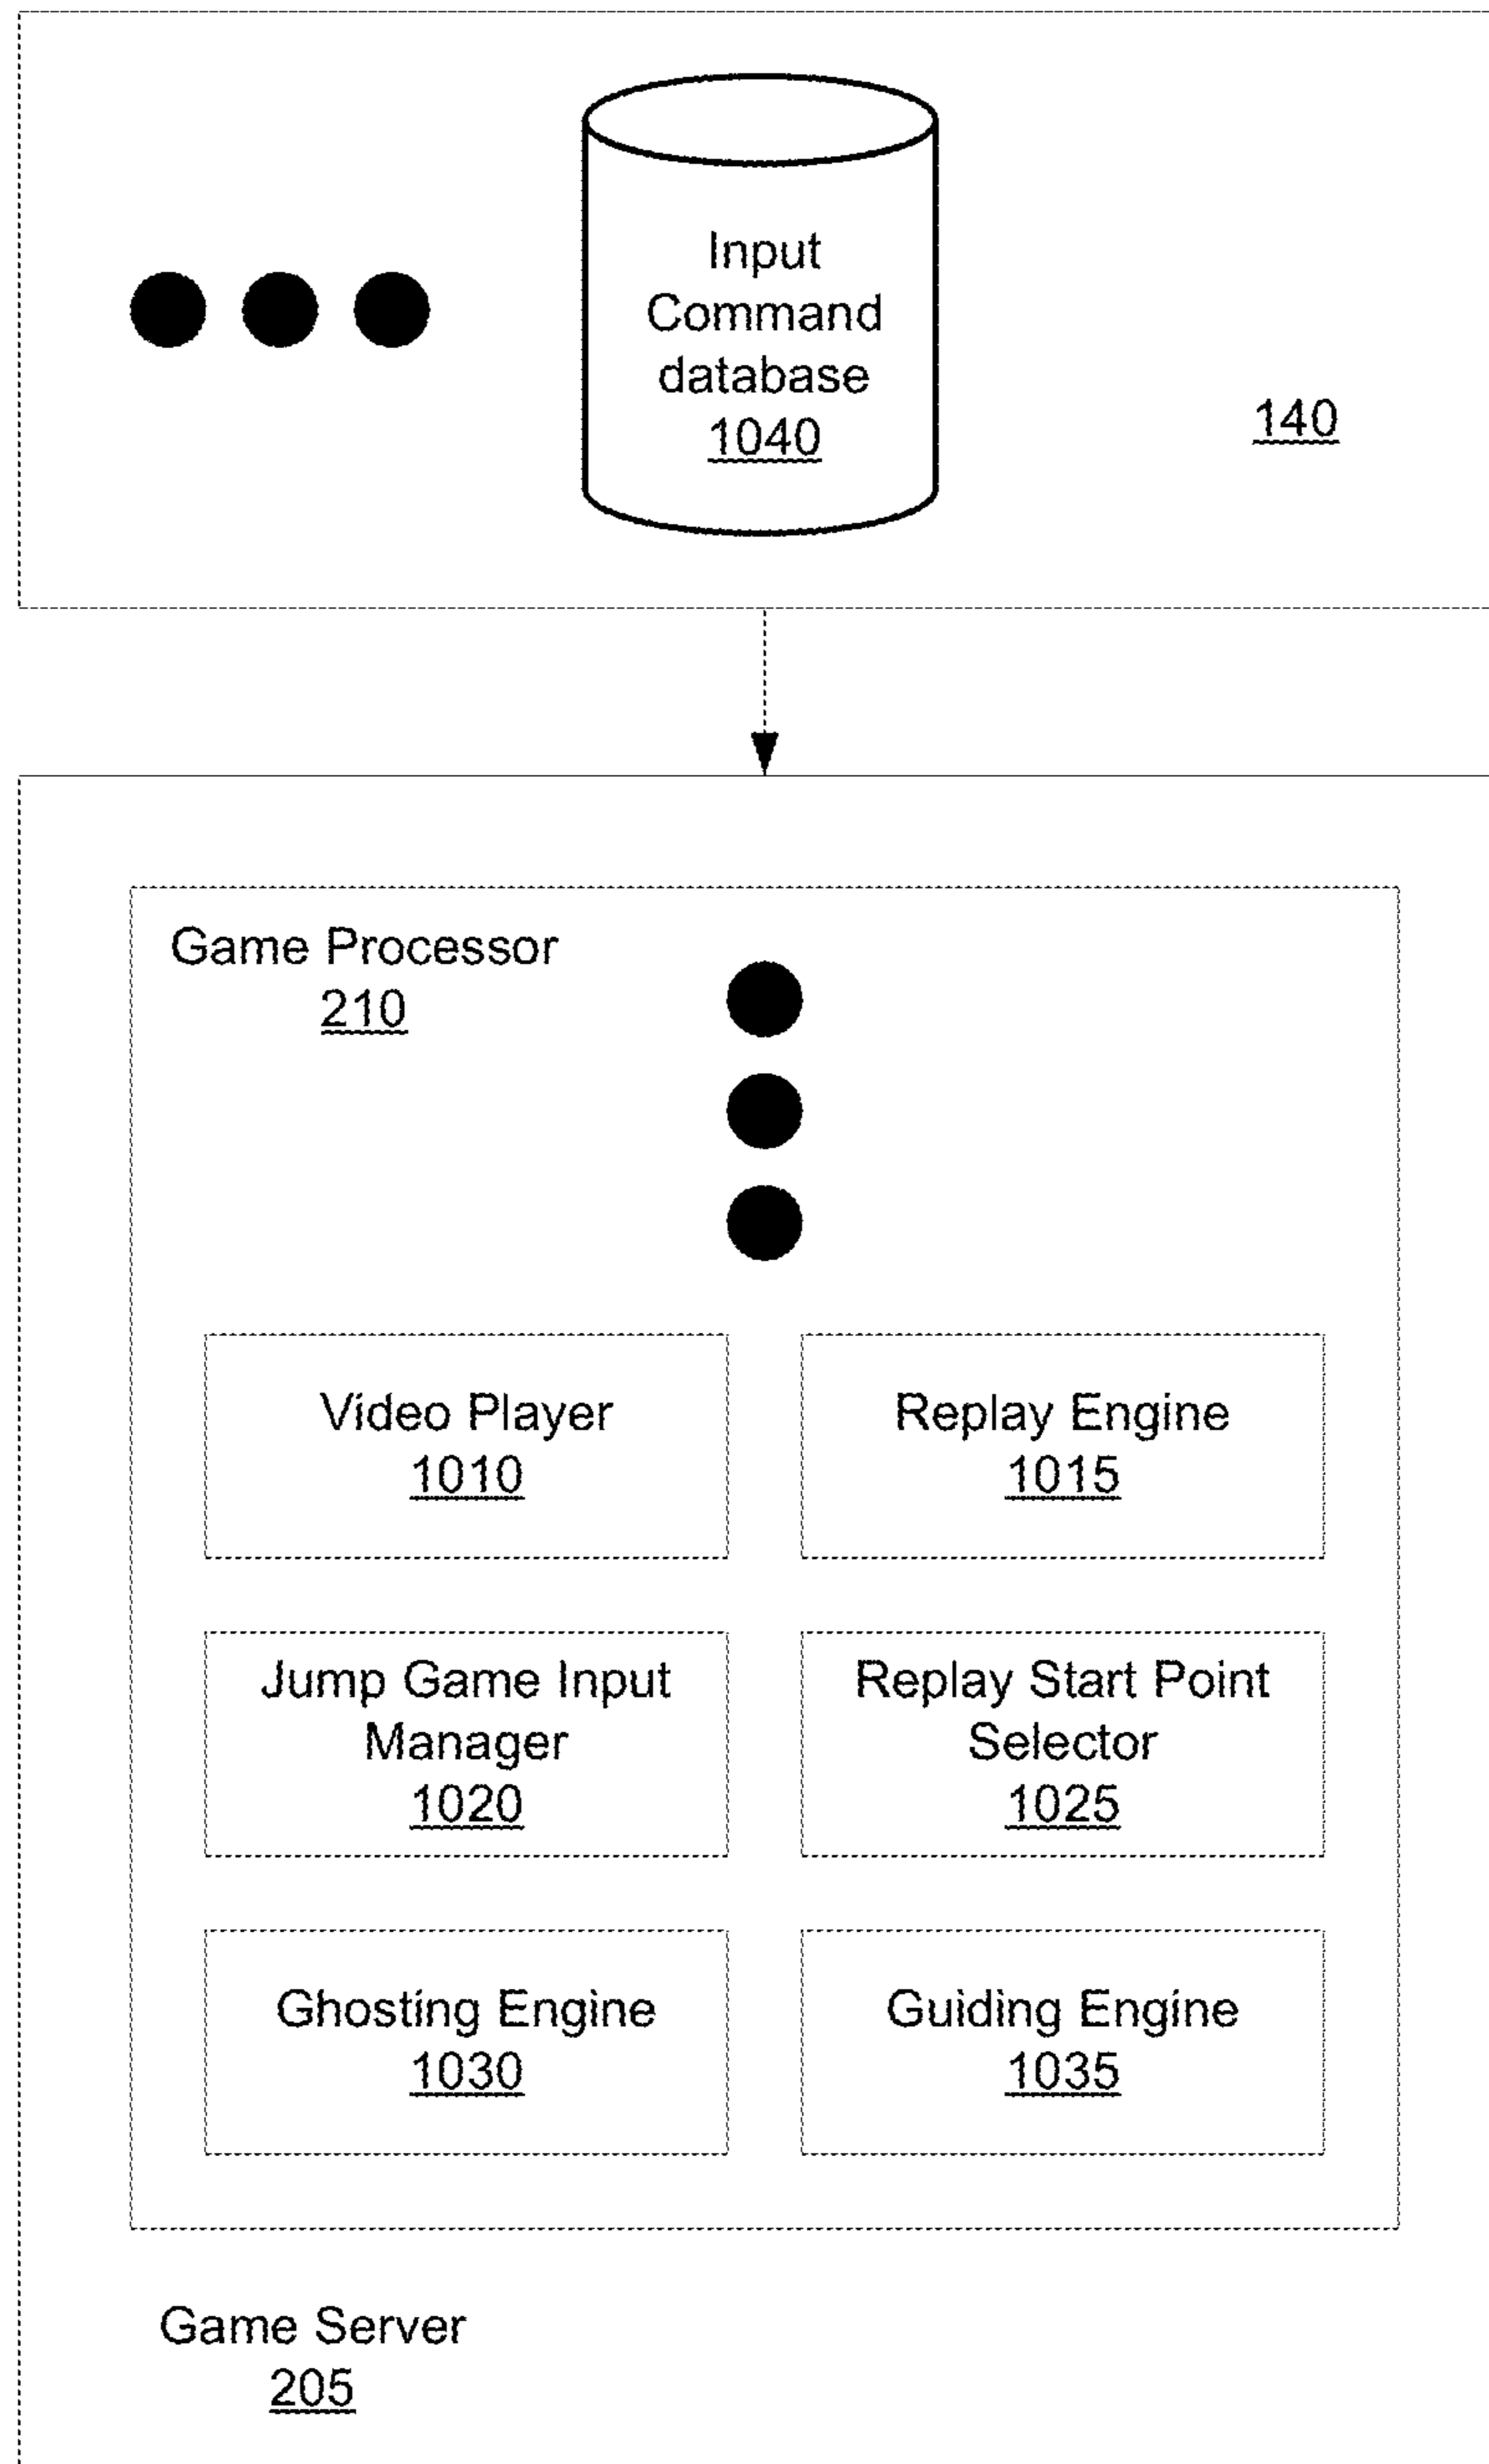 Input
Command
database
1040
140
Game Processor
210
Video Player
1010
Replay Engine
1015
Jump Game Input
Manager
1020
Replay Start Point
Selector
1025
Ghosting Engine
1030
Guiding Engine
1035
Game Server
205